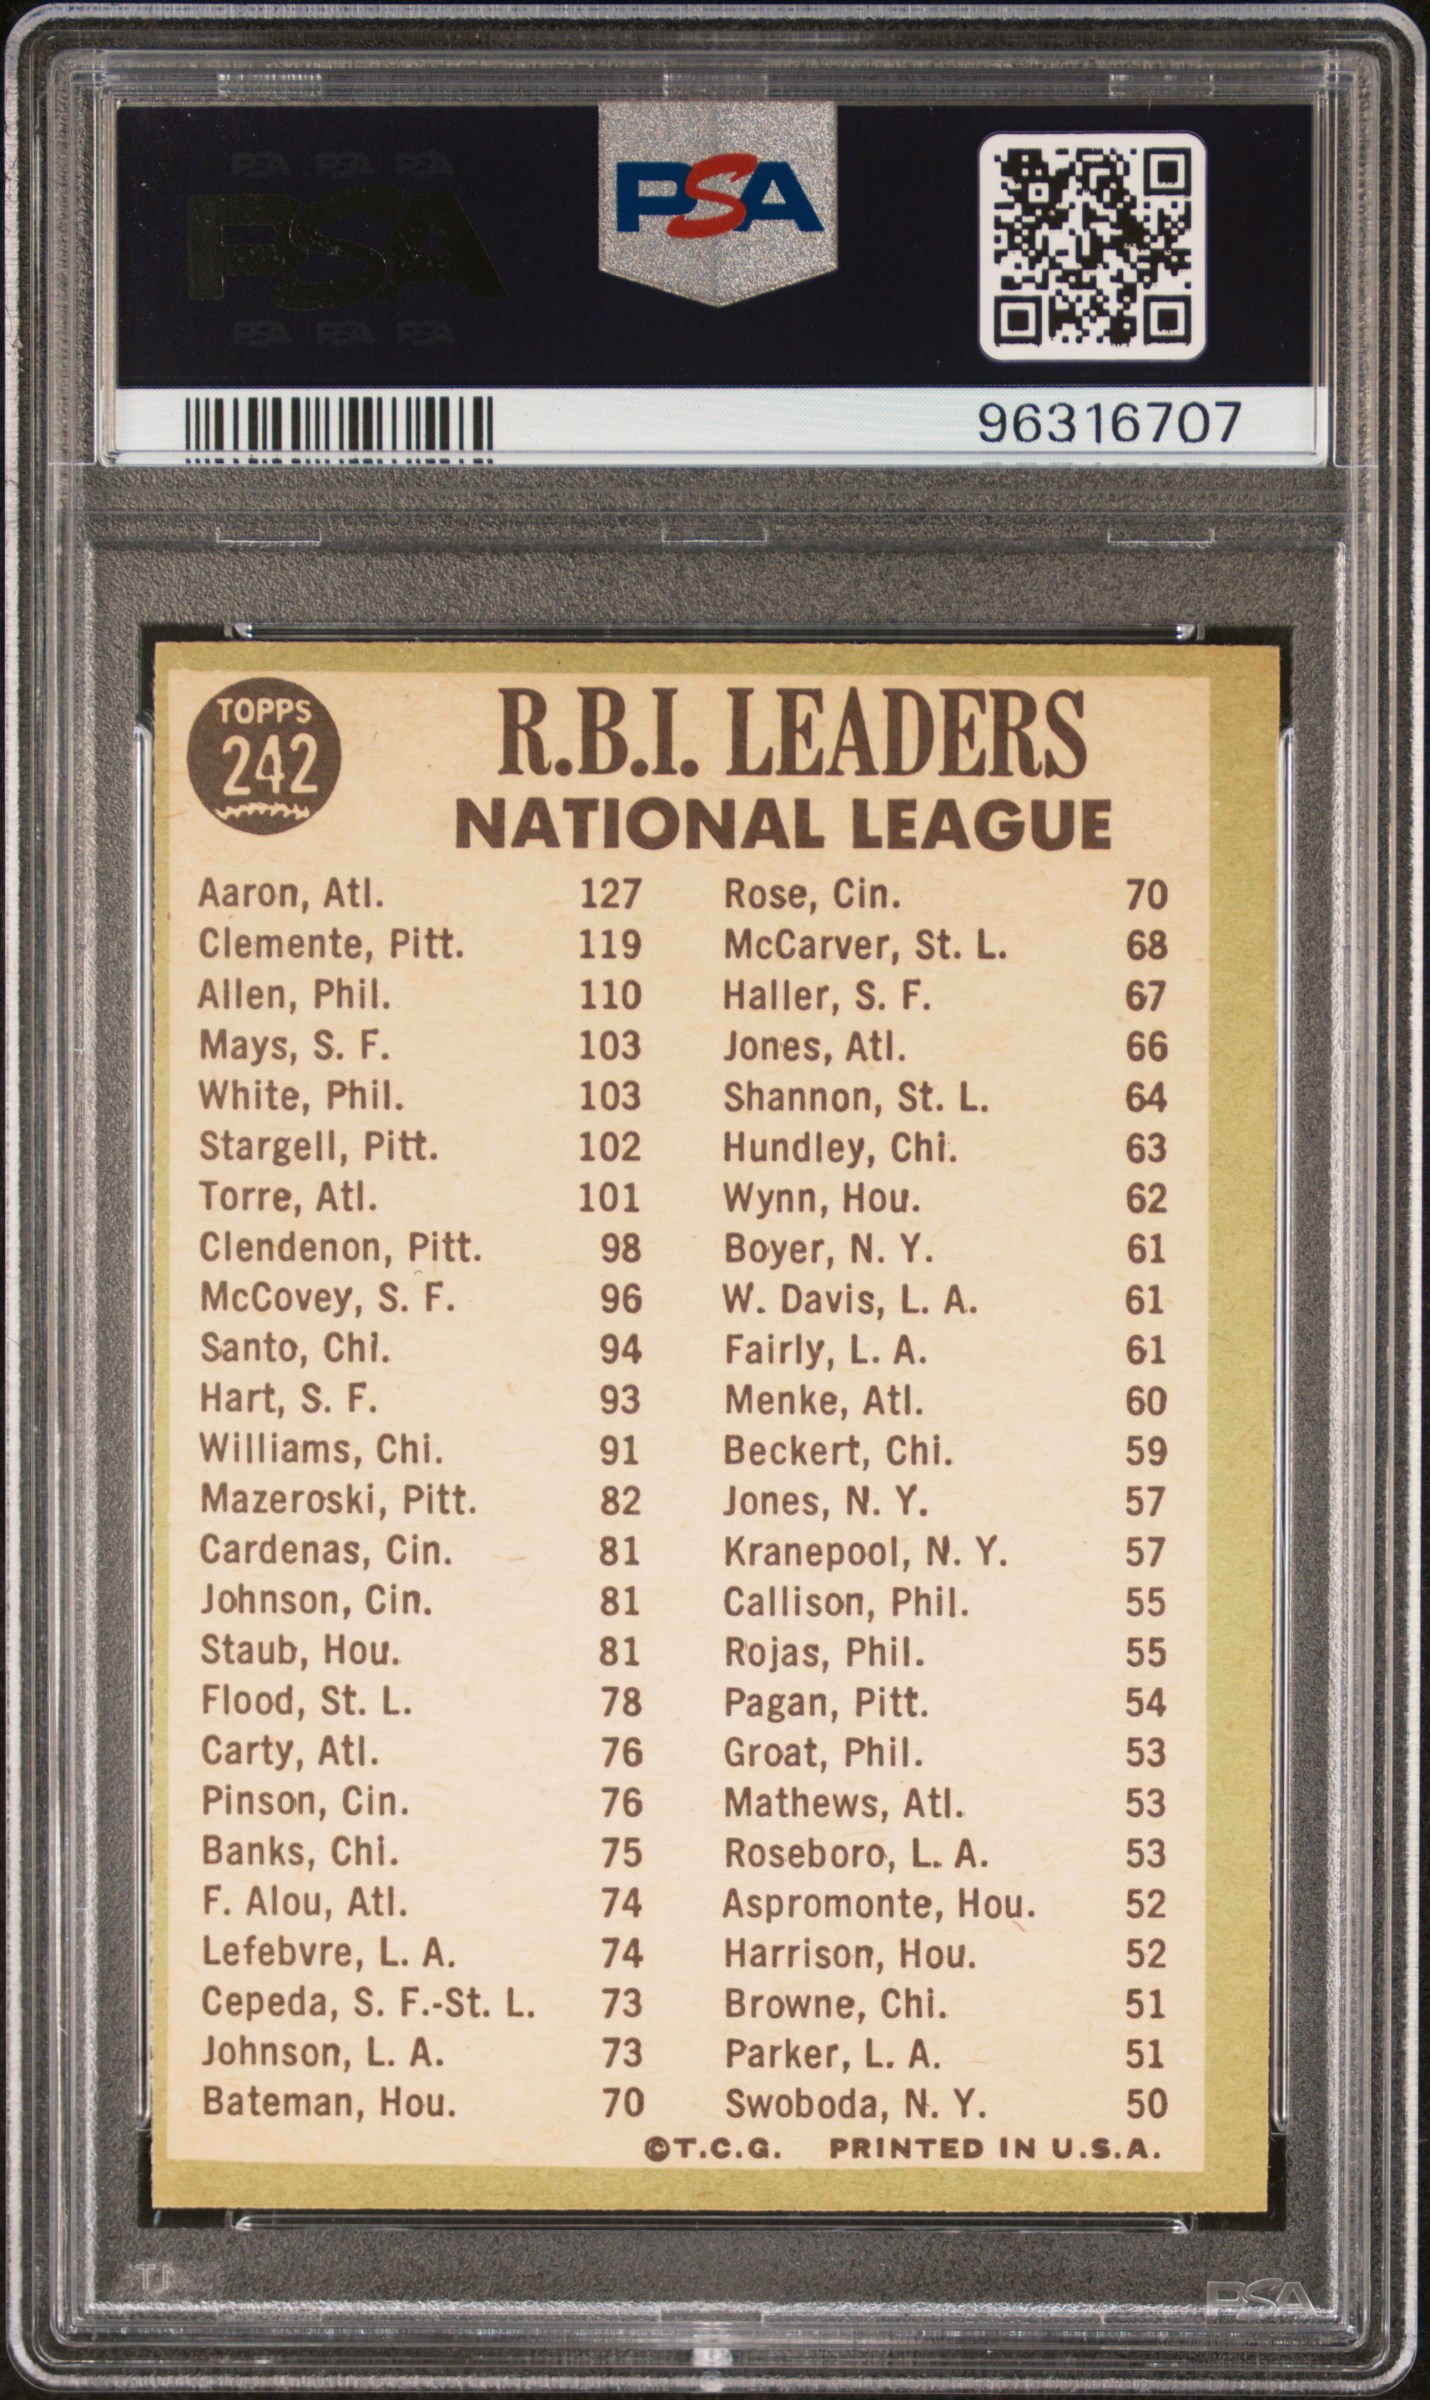 PSA PSA PSA
PSA
PSA PSA PSA
PSA
96316707
TOPPS
242
R.B.I. LEADERS
NATIONAL LEAGUE
Aaron, Atl. 127
Clemente, Pitt. 119
Allen, Phil. 110
Mays, S. F. 103
White, Phil. 103
Stargell, Pitt. 102
Torre, Atl. 101
Clendenon, Pitt. 98
McCovey, S. F. 96
Santo, Chi. 94
Hart, S. F. 93
Williams, Chi. 91
Mazeroski, Pitt. 82
Cardenas, Cin. 81
Johnson, Cin. 81
Staub, Hou. 81
Flood, St. L. 78
Carty, Atl. 76
Pinson, Cin. 76
Banks, Chi. 75
F. Alou, Atl. 74
Lefebvre, L. A. 74
Cepeda, S. F.-St. L. 73
Johnson, L. A. 73
Bateman, Hou. 70
Rose, Cin. 70
McCarver, St. L. 68
Haller, S. F. 67
Jones, Atl. 66
Shannon, St. L. 64
Hundley, Chi. 63
Wynn, Hou. 62
Boyer, N. Y. 61
W. Davis, L. A. 61
Fairly, L. A. 61
Menke, Atl. 60
Beckert, Chi. 59
Jones, N. Y. 57
Kranepool, N. Y. 57
Callison, Phil. 55
Rojas, Phil. 55
Pagan, Pitt. 54
Groat, Phil. 53
Mathews, Atl. 53
Roseboro, L. A. 53
Aspromonte, Hou. 52
Harrison, Hou. 52
Browne, Chi. 51
Parker, L. A. 51
Swoboda, N. Y. 50
©T.C.G. PRINTED IN U.S.A.
PSA